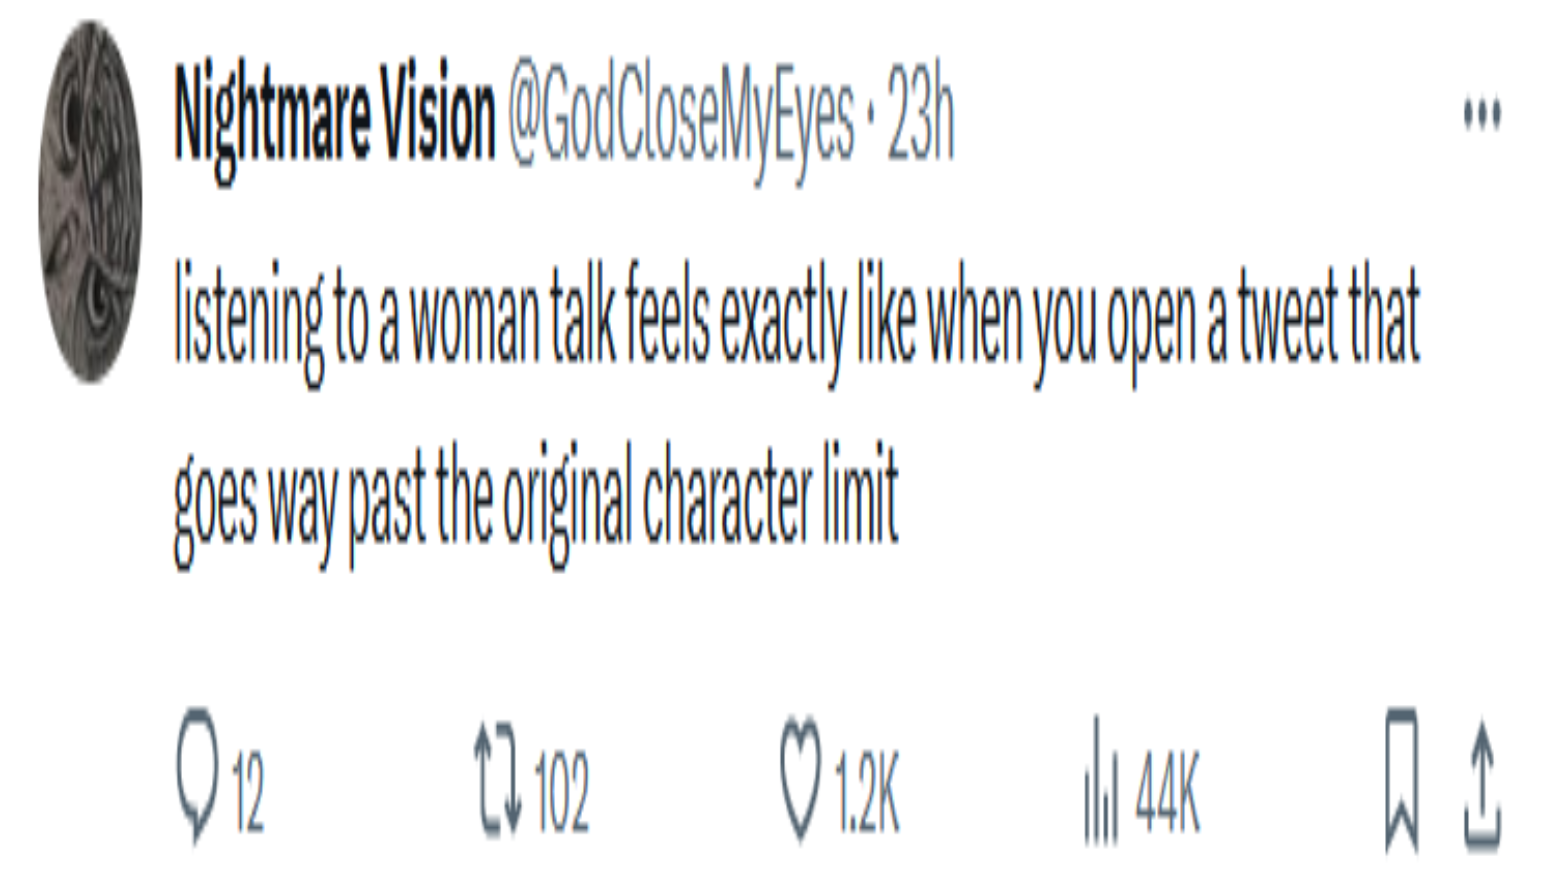 Nightmare Vision @GodCloseMyEyes · 23h
listening to a woman talk feels exactly like when you open a tweet that
goes way past the original character limit
12 102 1.2K 44K